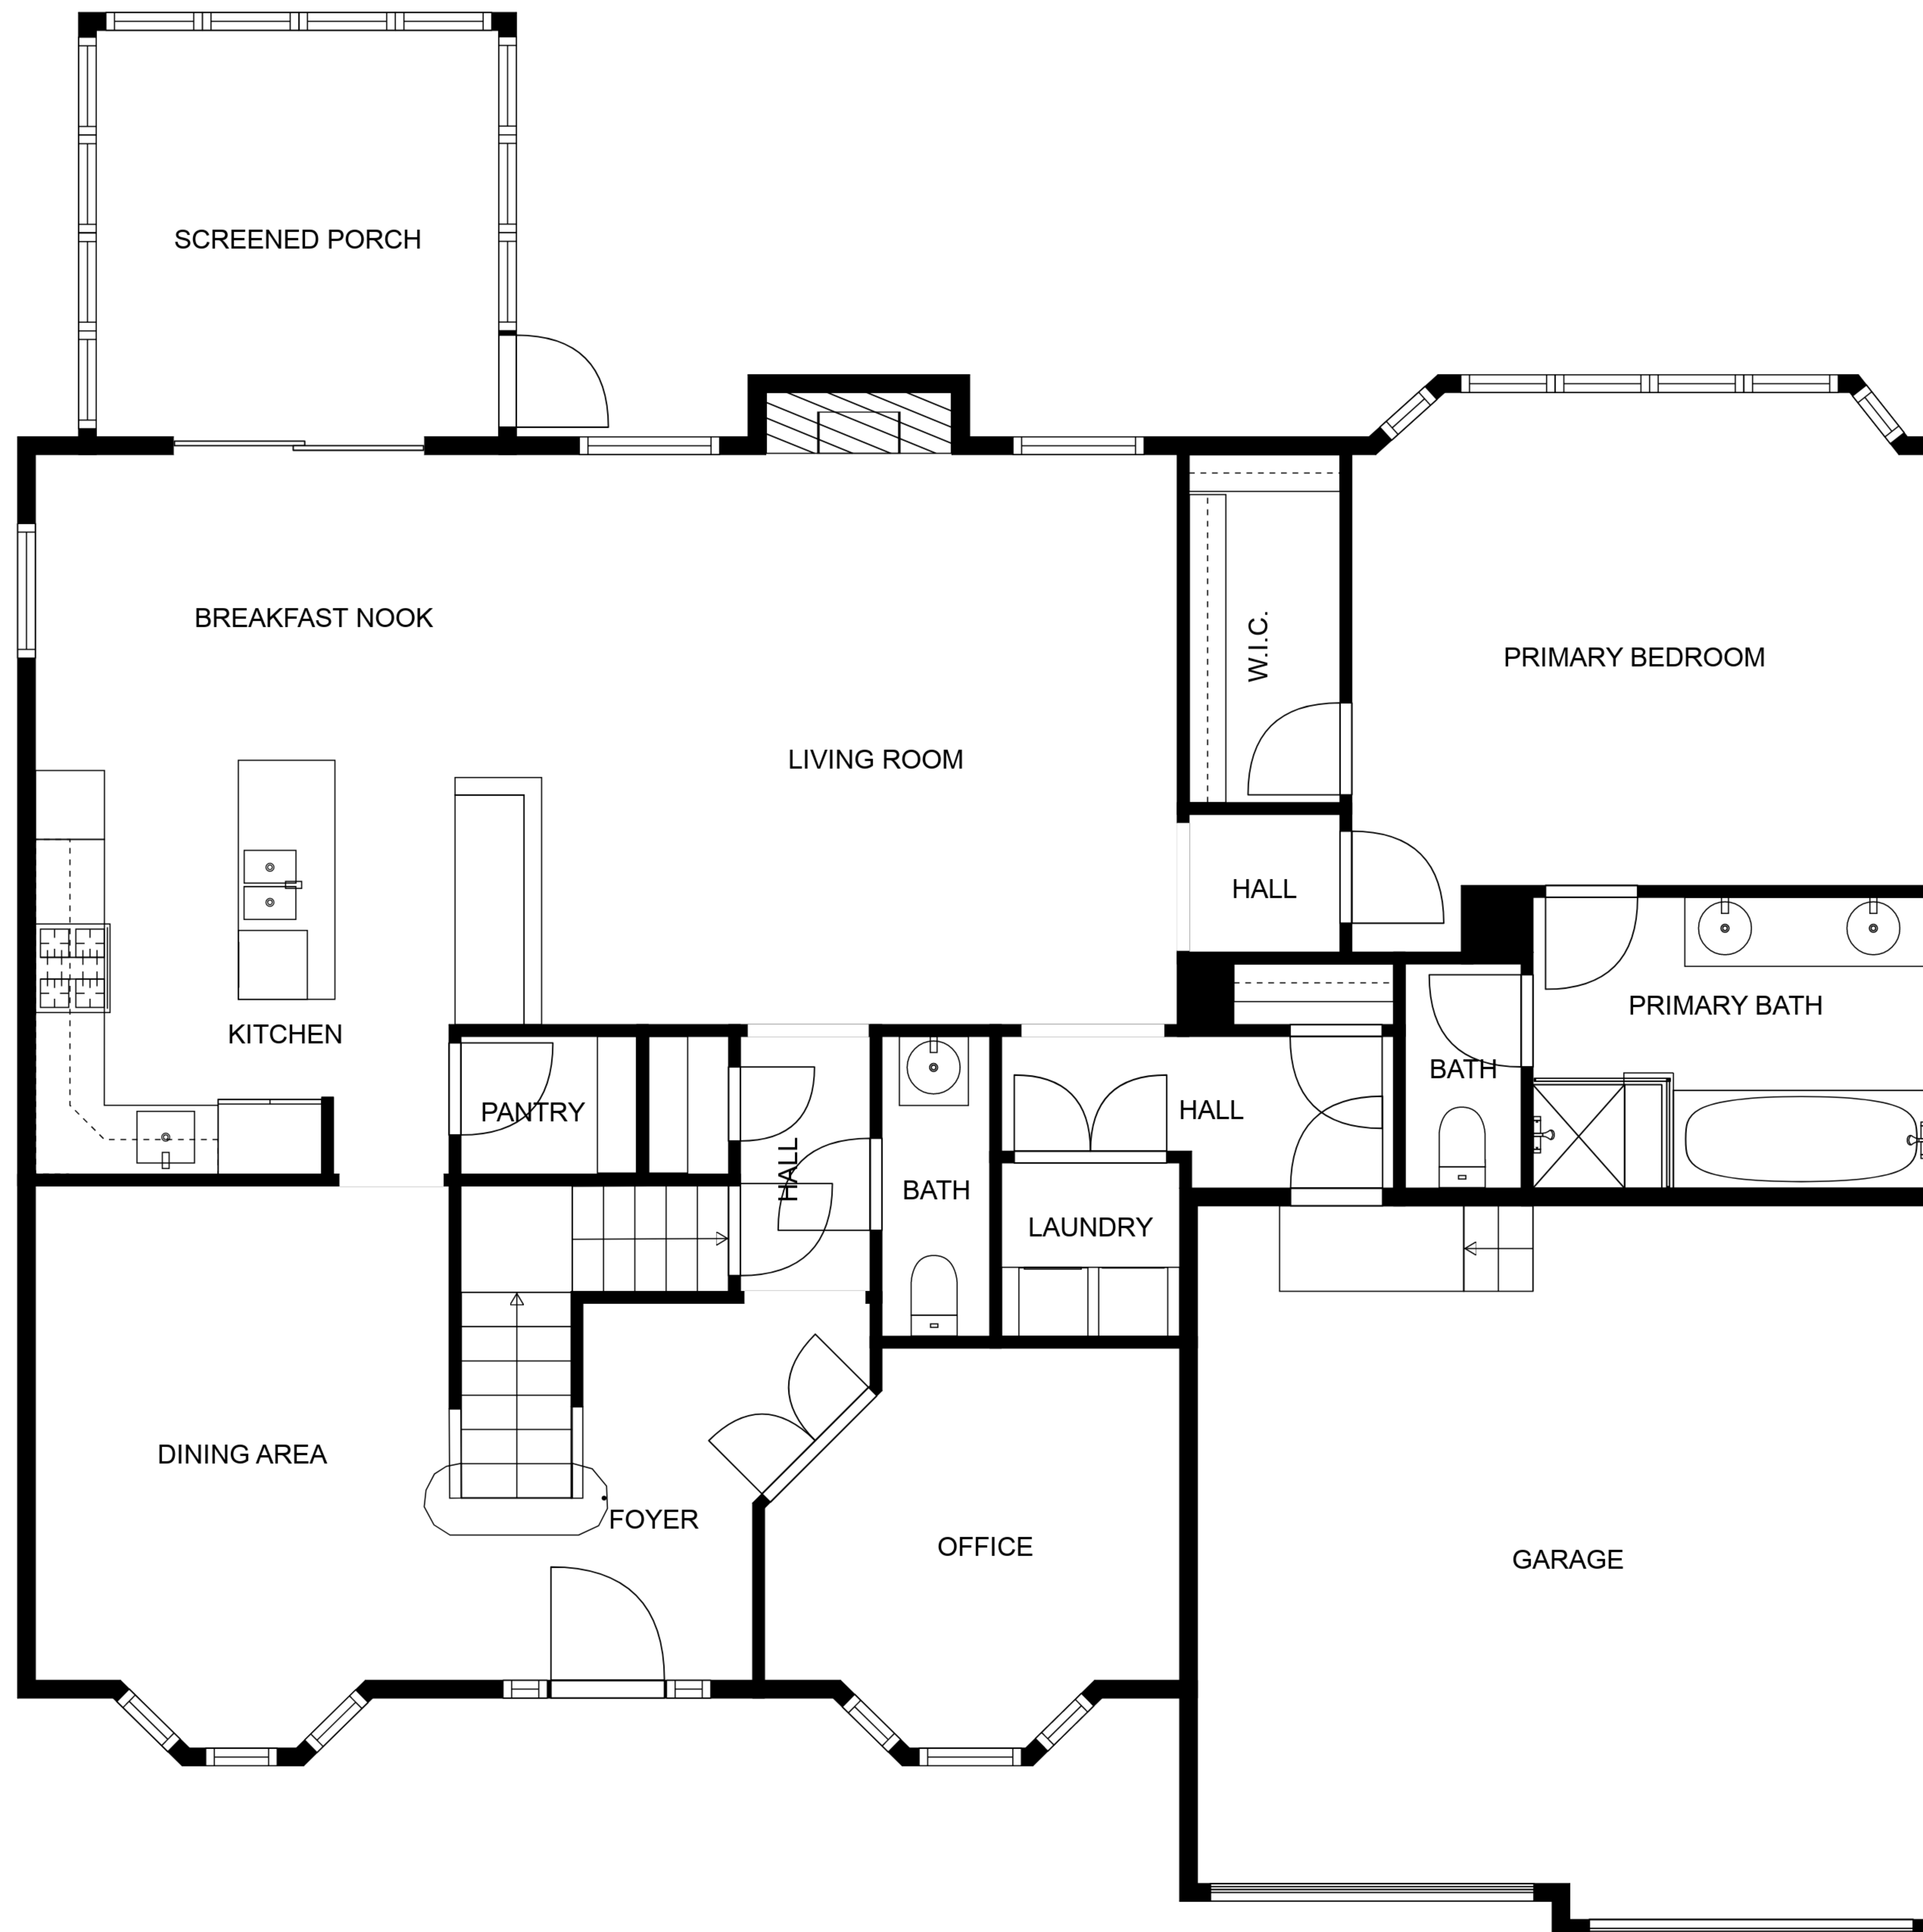 SCREENED PORCH
BREAKFAST NOOK
W.I.C.
PRIMARY BEDROOM
LIVING ROOM
HALL
PRIMARY BATH
KITCHEN
BATH
PANTRY
HALL
HALL
BATH
LAUNDRY
DINING AREA
FOYER
OFFICE
GARAGE